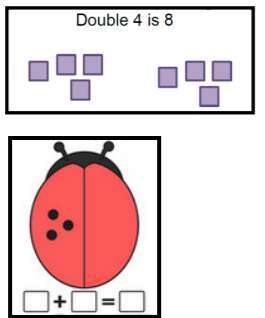 Double 4 is 8
+ =